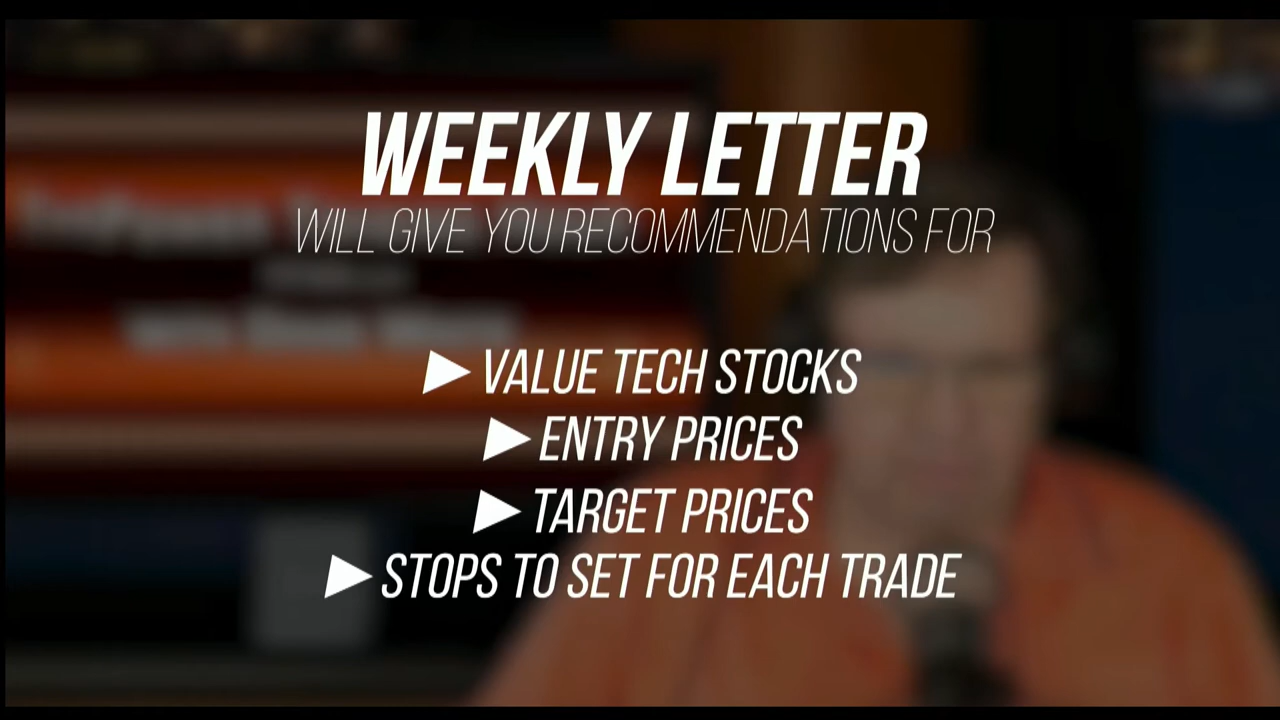 WEEKLY LETTER
WILL GIVE YOU RECOMMENDATIONS FOR
▶ VALUE TECH STOCKS
▶ ENTRY PRICES
▶ TARGET PRICES
▶ STOPS TO SET FOR EACH TRADE